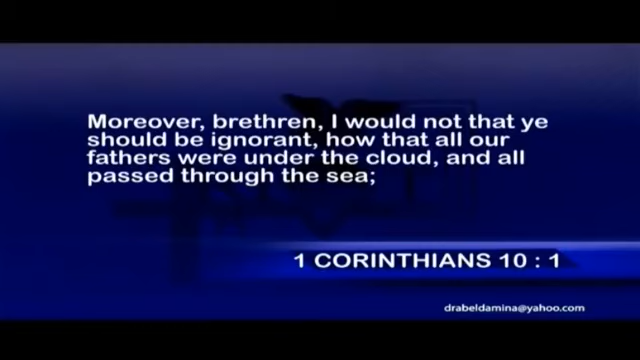 Moreover, brethren, I would not that ye
should be ignorant, how that all our
fathers were under the cloud, and all
passed through the sea;
1 CORINTHIANS 10 : 1
drabeldamina@yahoo.com